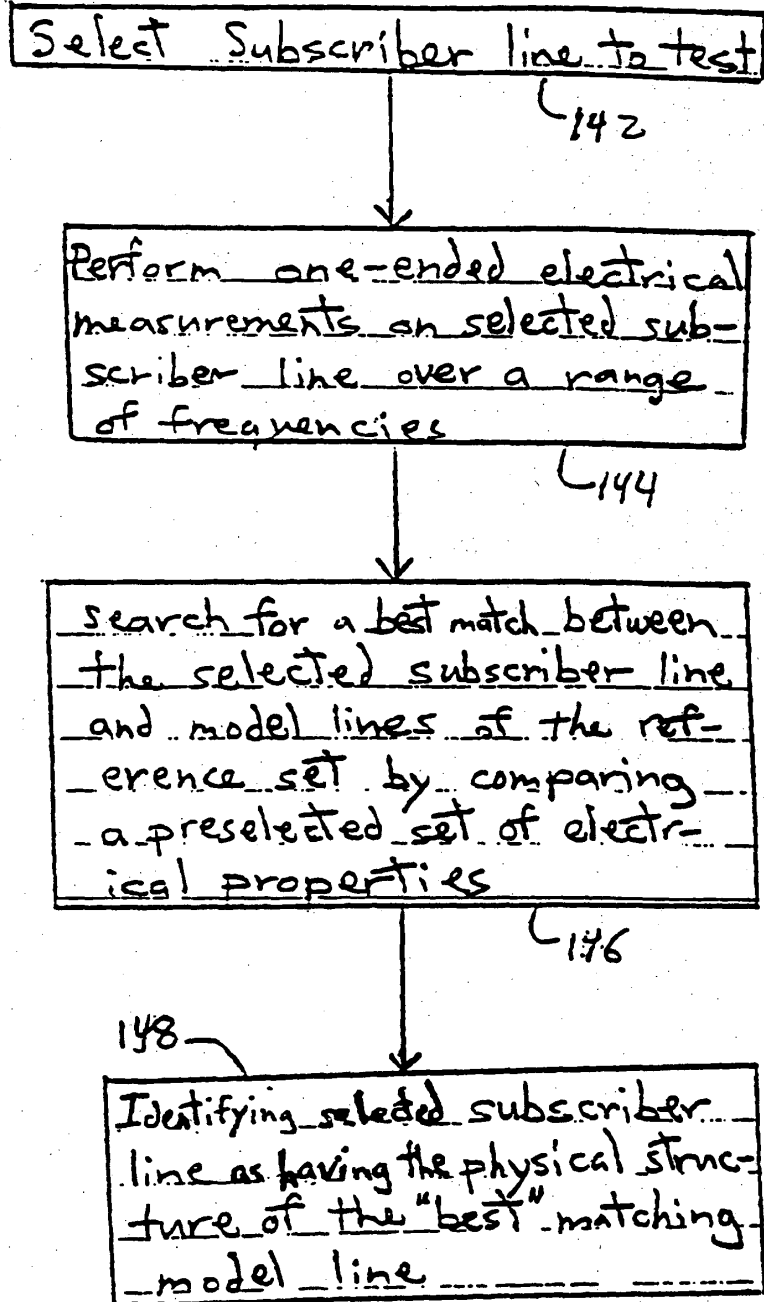 Select Subscriber line to test
142
Perform one-ended electrical
measurements on selected sub-
scriber line over a range
of frequencies
144
search for a best match between
the selected subscriber line
and model lines of the ref-
erence set by comparing
a preselected set of electr-
ical properties
146
148
Identifying selected subscriber
line as having the physical struc-
ture of the "best" matching
model line